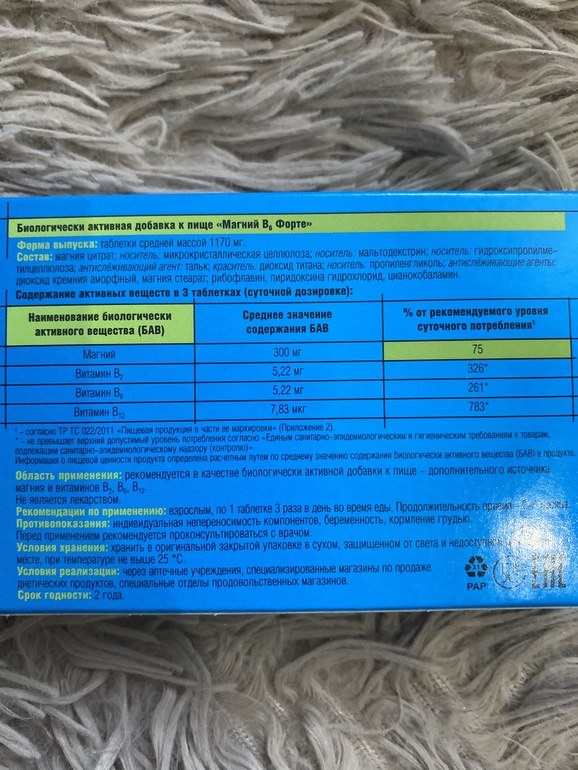 Биологически активная добавка к пище «Магний B₆ Форте»
Форма выпуска: таблетки средней массой 1170 мг.
Состав: магния цитрат; носитель: микрокристаллическая целлюлоза; носитель: мальтодекстрин; носитель: гидроксипропилме-
тилцеллюлоза; антислёживающий агент: тальк; краситель: диоксид титана; носитель: пропиленгликоль; антислёживающие агенты:
диоксид кремния аморфный, магния стеарат; рибофлавин, пиридоксина гидрохлорид, цианокобаламин.
Содержание активных веществ в 3 таблетках (суточной дозировке):
Наименование биологически активного вещества (БАВ) Среднее значение содержания БАВ % от рекомендуемого уровня суточного потребления¹
Магний 300 мг 75
Витамин B₂ 5,22 мг 326*
Витамин B₆ 5,22 мг 261*
Витамин B₁₂ 7,83 мкг 783*
¹ – согласно ТР ТС 022/2011 «Пищевая продукция в части ее маркировки» (Приложение 2).
* – не превышает верхний допустимый уровень потребления согласно «Единым санитарно-эпидемиологическим и гигиеническим требованиям к товарам,
подлежащим санитарно-эпидемиологическому надзору (контролю)».
Информация о пищевой ценности продукта определена расчетным путем по среднему значению содержания биологически активного вещества (БАВ) в продукте.
Область применения: рекомендуется в качестве биологически активной добавки к пище – дополнительного источника
магния и витаминов B₂, B₆, B₁₂.
Не является лекарством.
Рекомендации по применению: взрослым, по 1 таблетке 3 раза в день во время еды. Продолжительность
Противопоказания: индивидуальная непереносимость компонентов, беременность, кормление грудью.
Перед применением рекомендуется проконсультироваться с врачом.
Условия хранения: хранить в оригинальной закрытой упаковке в сухом, защищенном от света и
месте, при температуре не выше 25 °C.
Условия реализации: через аптечные учреждения, специализированные магазины по продаже
диетических продуктов, специальные отделы продовольственных магазинов.
Срок годности: 2 года.
21
PAP
EAC